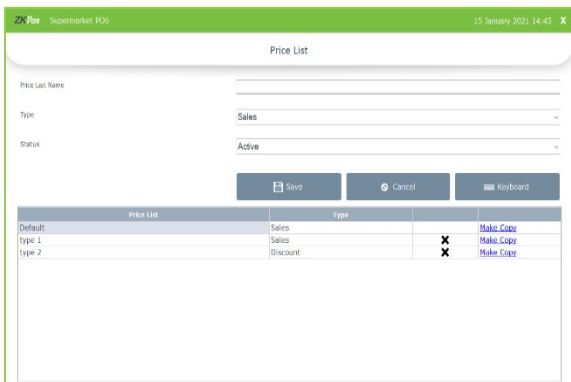 ZKPos Supermarket POS 15 January 2021 14:45 X
Price List
Price List Name
Type Sales
Status Active
Save Cancel Keyboard
Price List Type
Default Sales Make Copy
type 1 Sales Make Copy
type 2 Discount Make Copy